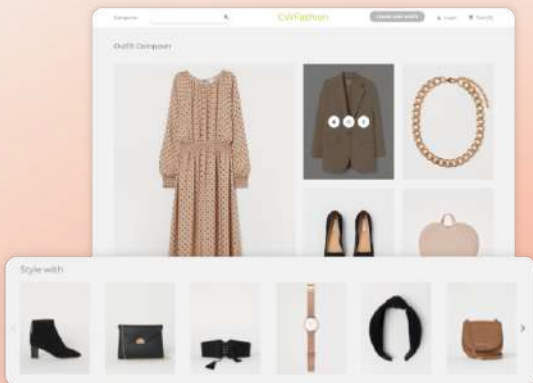 Categories
CWFashion
Login
Outfit Composer
Style with